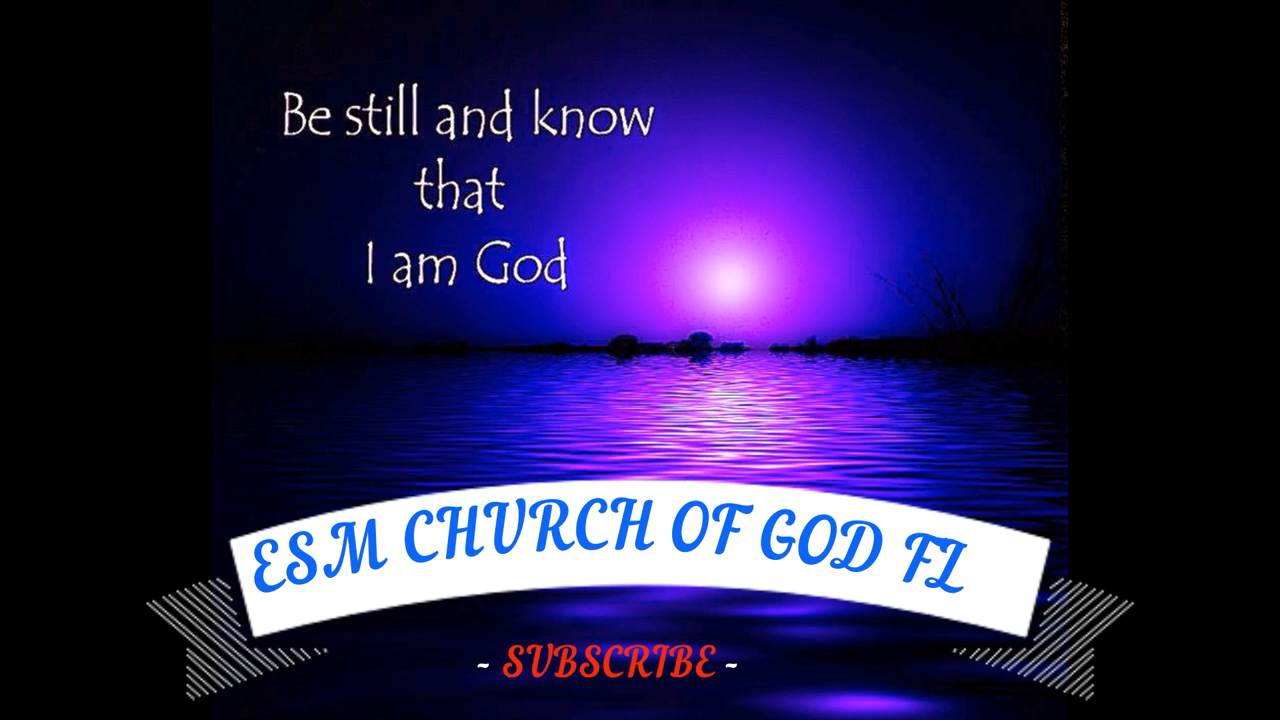 Be still and know
that
I am God
ESM CHURCH OF GOD FL
~ SUBSCRIBE ~